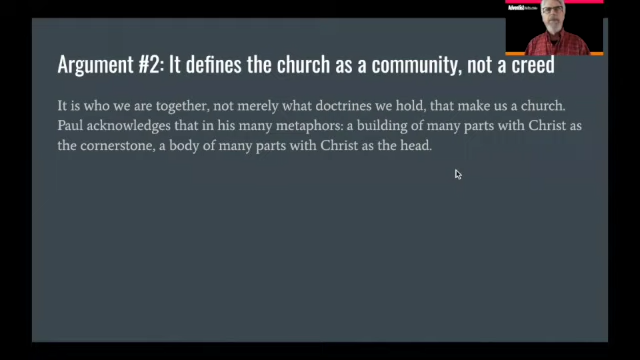 Adventist
Argument #2: It defines the church as a community, not a creed
It is who we are together, not merely what doctrines we hold, that make us a church.
Paul acknowledges that in his many metaphors: a building of many parts with Christ as
the cornerstone, a body of many parts with Christ as the head.